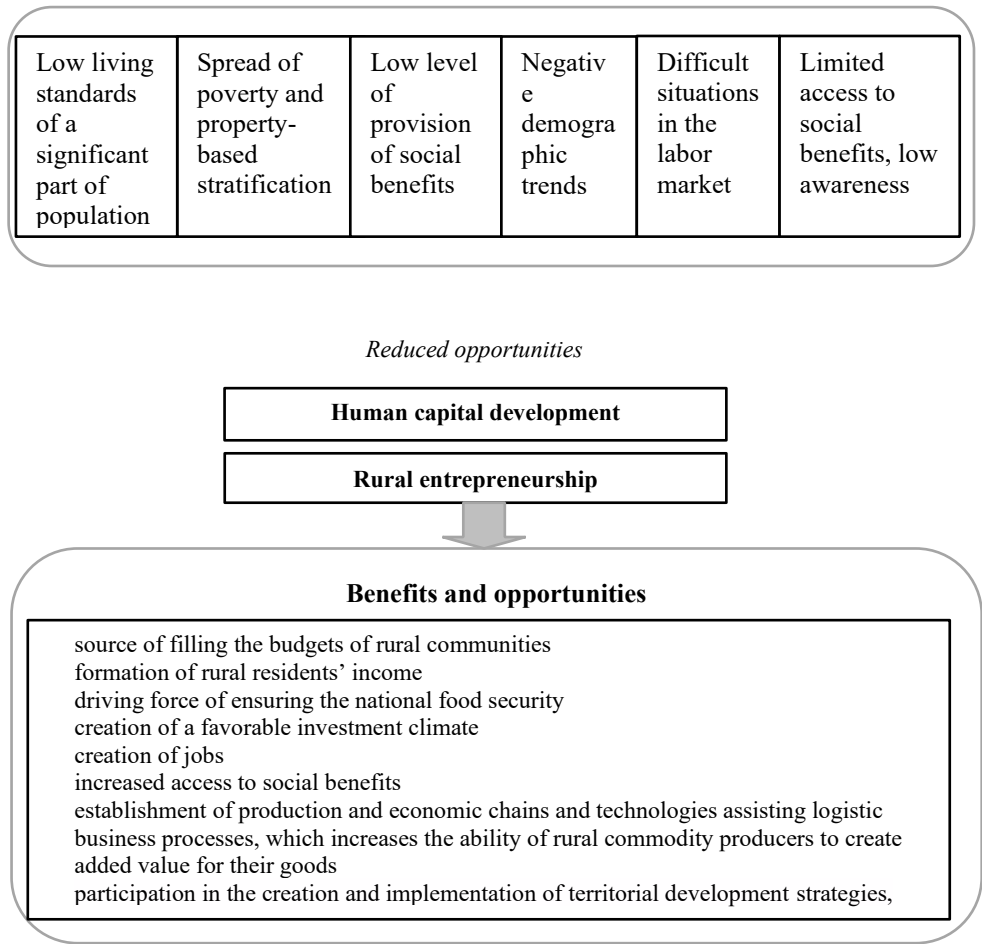 Low living
standards
of a
significant
part of
population
Spread of
poverty and
property-
based
stratification
Low level
of
provision
of social
benefits
Negativ
e
demogra
phic
trends
Difficult
situations
in the
labor
market
Limited
access to
social
benefits, low
awareness
Reduced opportunities
Human capital development
Rural entrepreneurship
Benefits and opportunities
source of filling the budgets of rural communities
formation of rural residents’ income
driving force of ensuring the national food security
creation of a favorable investment climate
creation of jobs
increased access to social benefits
establishment of production and economic chains and technologies assisting logistic
business processes, which increases the ability of rural commodity producers to create
added value for their goods
participation in the creation and implementation of territorial development strategies,